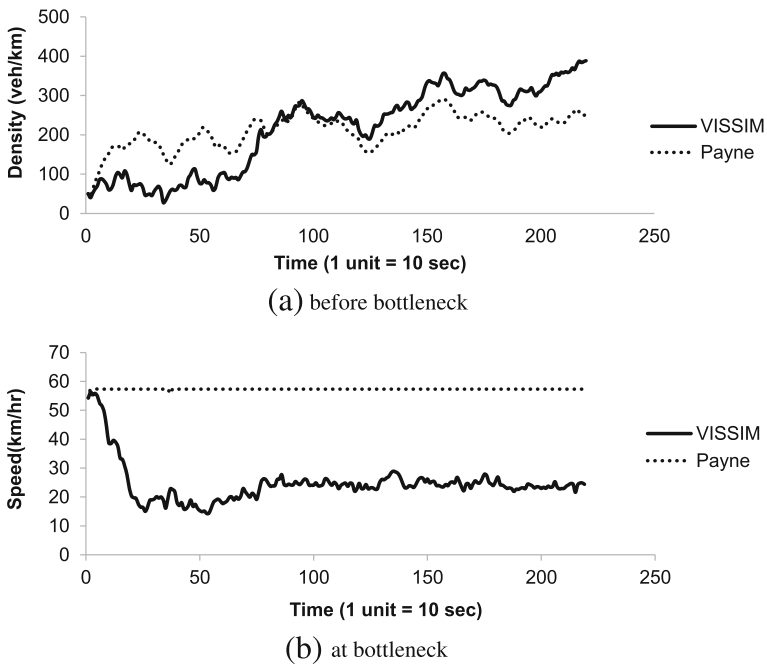 500
400
300
200
100
0
Density (veh/km)
0 50 100 150 200 250
Time (1 unit = 10 sec)
VISSIM
Payne
(a) before bottleneck
70
60
50
40
30
20
10
0
Speed(km/hr)
0 50 100 150 200 250
Time (1 unit = 10 sec)
VISSIM
Payne
(b) at bottleneck